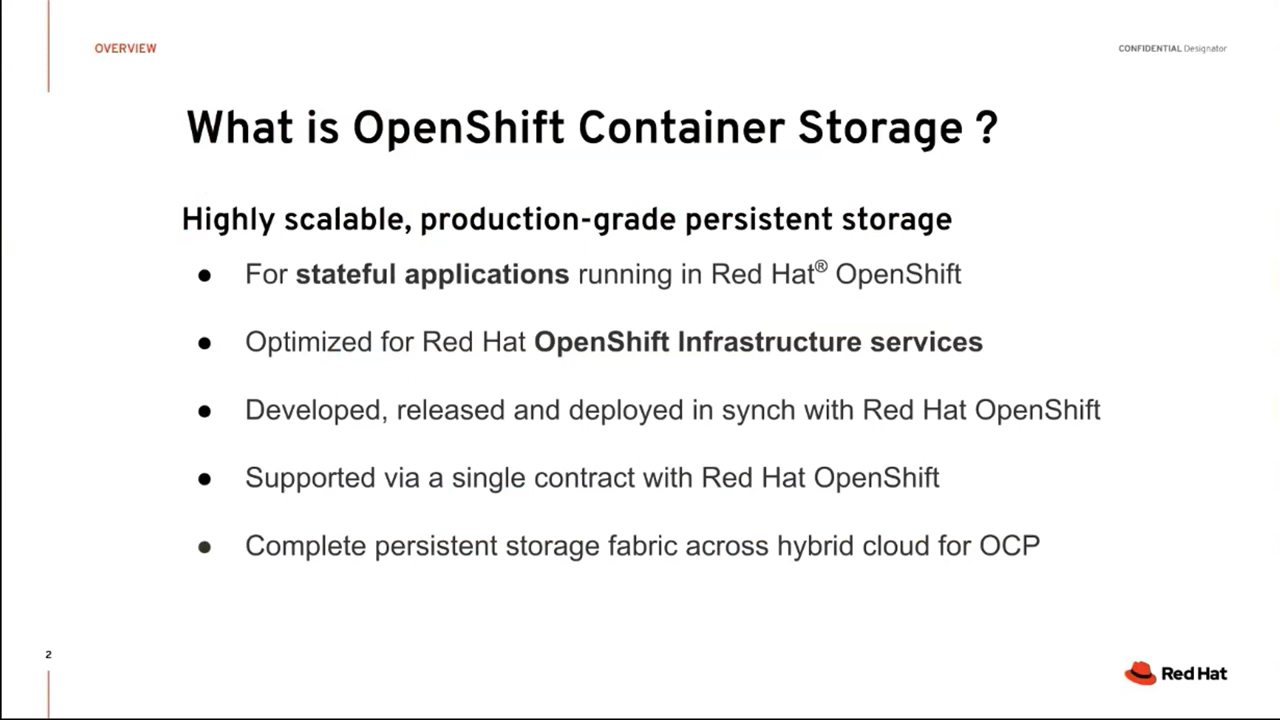 OVERVIEW
CONFIDENTIAL Designator
What is OpenShift Container Storage ?
Highly scalable, production-grade persistent storage
● For stateful applications running in Red Hat® OpenShift
● Optimized for Red Hat OpenShift Infrastructure services
● Developed, released and deployed in synch with Red Hat OpenShift
● Supported via a single contract with Red Hat OpenShift
● Complete persistent storage fabric across hybrid cloud for OCP
2
Red Hat